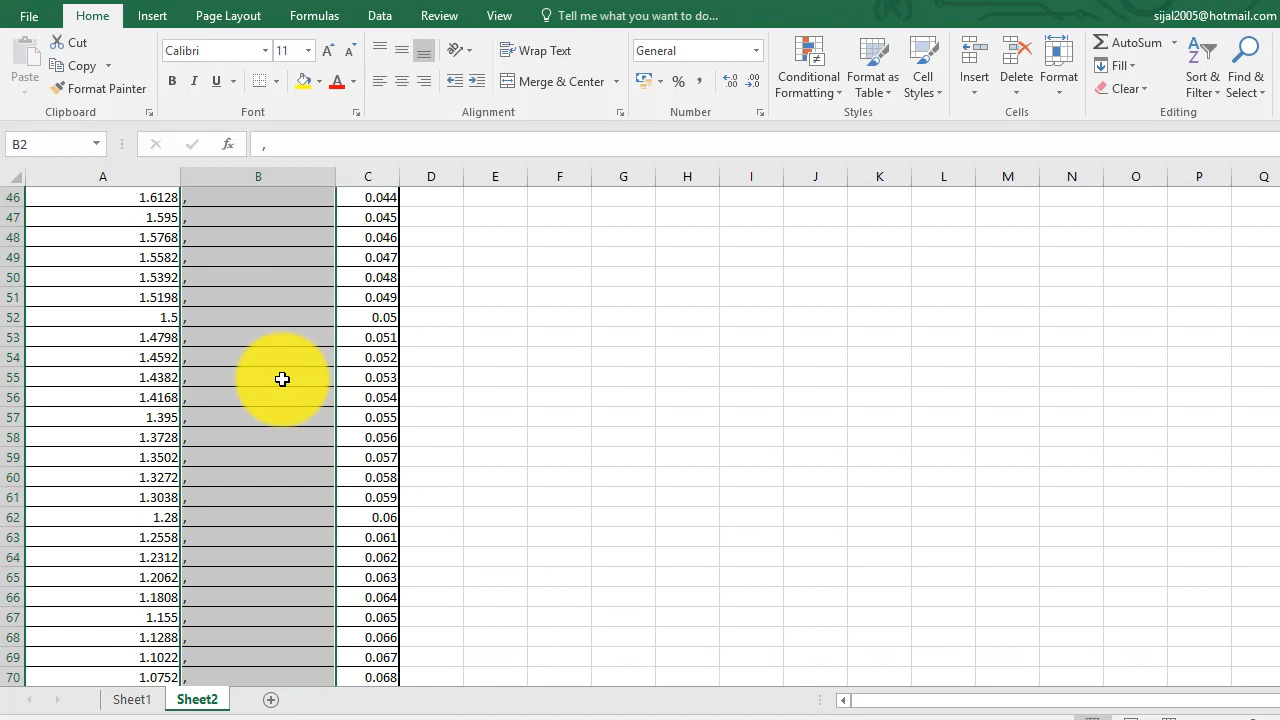 File Home Insert Page Layout Formulas Data Review View Tell me what you want to do... sijal2005@hotmail.com
Paste Cut Copy Format Painter
Calibri 11
B I U A
Wrap Text
Merge & Center
General
%
Conditional Formatting Format as Table Cell Styles
Insert Delete Format
AutoSum Fill Clear
Sort & Filter Find & Select
Clipboard Font Alignment Number Styles Cells Editing
B2 fx ,
A B C D E F G H I J K L M N O P Q
46 1.6128 , 0.044
47 1.595 , 0.045
48 1.5768 , 0.046
49 1.5582 , 0.047
50 1.5392 , 0.048
51 1.5198 , 0.049
52 1.5 , 0.05
53 1.4798 , 0.051
54 1.4592 , 0.052
55 1.4382 , 0.053
56 1.4168 , 0.054
57 1.395 , 0.055
58 1.3728 , 0.056
59 1.3502 , 0.057
60 1.3272 , 0.058
61 1.3038 , 0.059
62 1.28 , 0.06
63 1.2558 , 0.061
64 1.2312 , 0.062
65 1.2062 , 0.063
66 1.1808 , 0.064
67 1.155 , 0.065
68 1.1288 , 0.066
69 1.1022 , 0.067
70 1.0752 , 0.068
Sheet1 Sheet2